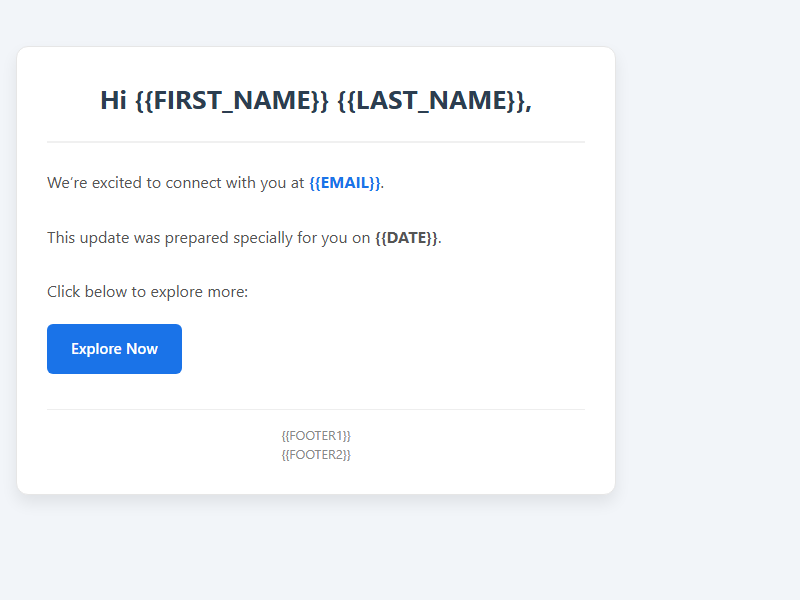 Hi {{FIRST_NAME}} {{LAST_NAME}},
We’re excited to connect with you at {{EMAIL}}.
This update was prepared specially for you on {{DATE}}.
Click below to explore more:
Explore Now
{{FOOTER1}}
{{FOOTER2}}